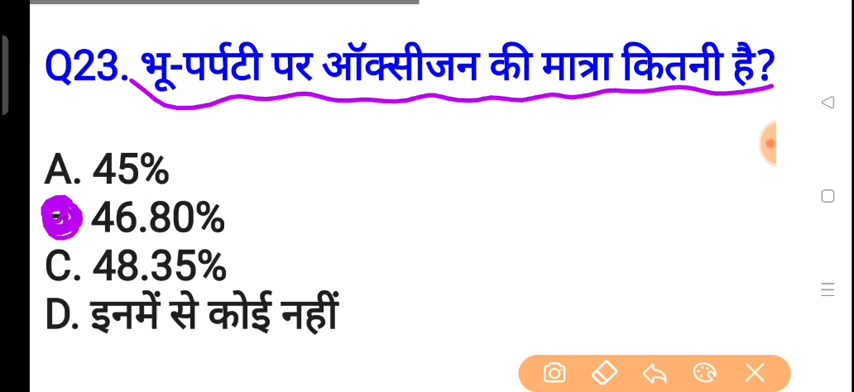 Q23. भू-पर्पटी पर ऑक्सीजन की मात्रा कितनी है?
A. 45%
46.80%
C. 48.35%
D. इनमें से कोई नहीं